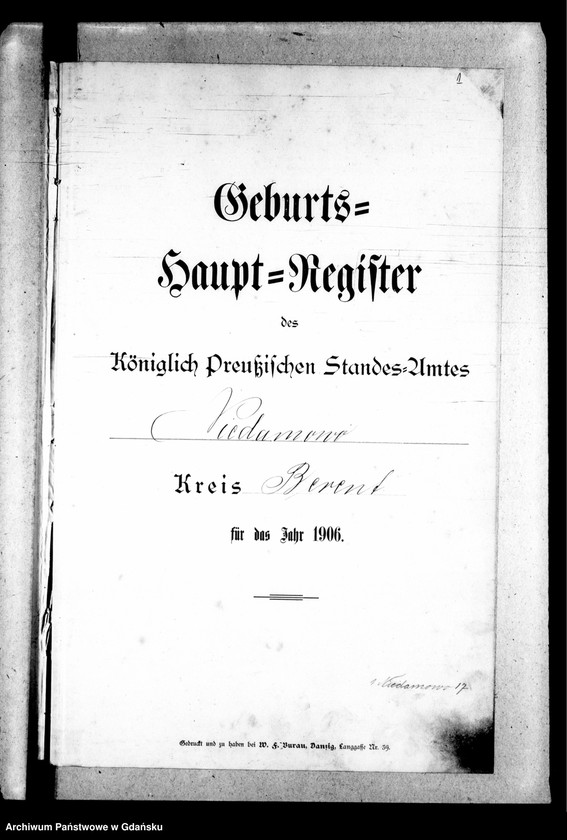 1
Geburts=
Haupt=Register
des
Königlich Preußischen Standes=Amtes
Niedamowo
Kreis Berent
für das Jahr 1906.
Niedamowo 17
Gedruckt und zu haben bei W. F. Burau, Danzig, Langgasse Nr. 39.
Archiwum Państwowe w Gdańsku